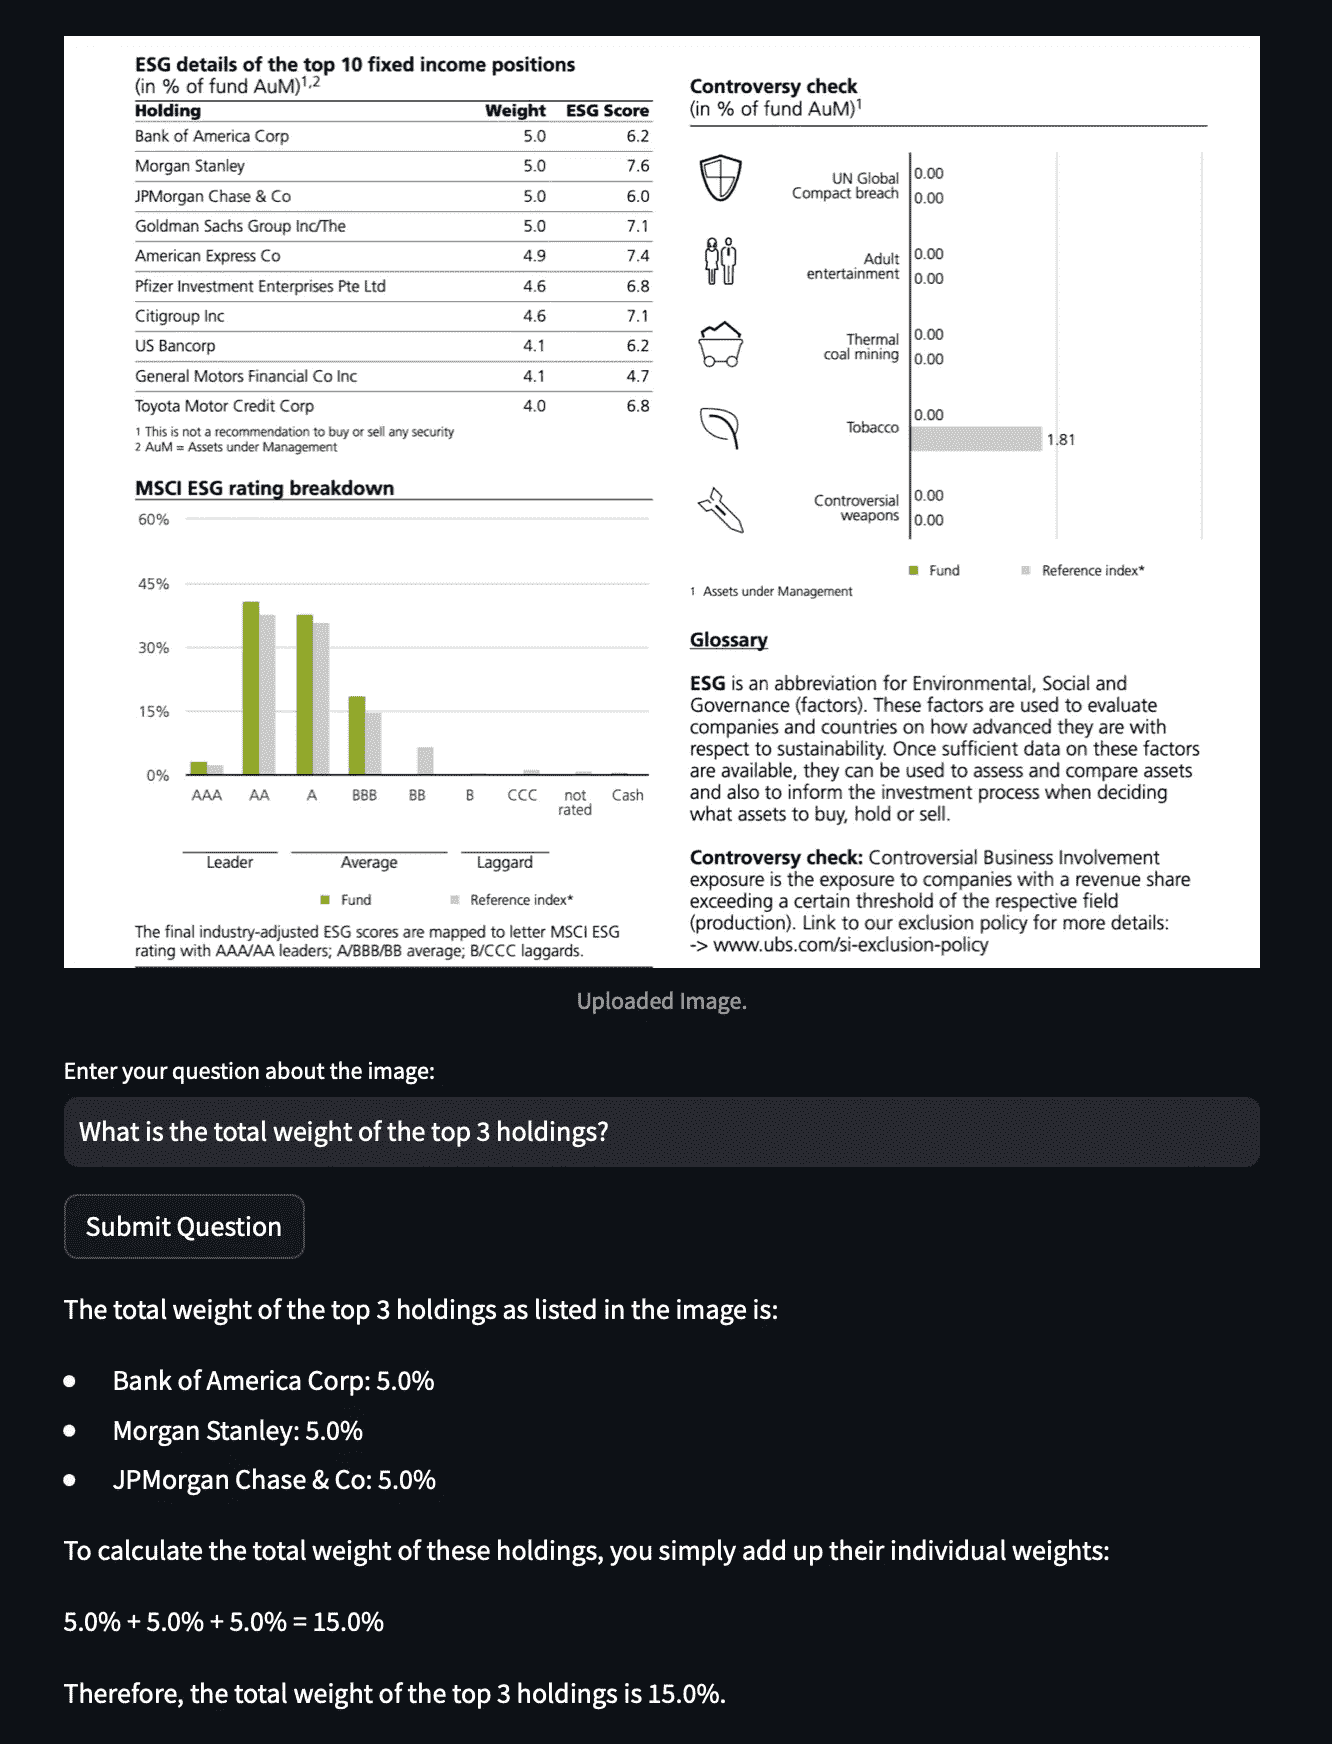 ESG details of the top 10 fixed income positions
(in % of fund AuM)1,2
Holding Weight ESG Score
Bank of America Corp 5.0 6.2
Morgan Stanley 5.0 7.6
JPMorgan Chase & Co 5.0 6.0
Goldman Sachs Group Inc/The 5.0 7.1
American Express Co 4.9 7.4
Pfizer Investment Enterprises Pte Ltd 4.6 6.8
Citigroup Inc 4.6 7.1
US Bancorp 4.1 6.2
General Motors Financial Co Inc 4.1 4.7
Toyota Motor Credit Corp 4.0 6.8
1 This is not a recommendation to buy or sell any security
2 AuM = Assets under Management
MSCI ESG rating breakdown
60%
45%
30%
15%
0%
AAA AA A BBB BB B CCC not rated Cash
Leader Average Laggard
Fund Reference index*
The final industry-adjusted ESG scores are mapped to letter MSCI ESG
rating with AAA/AA leaders; A/BBB/BB average; B/CCC laggards.
Controversy check
(in % of fund AuM)1
UN Global 0.00
Compact breach 0.00
Adult 0.00
entertainment 0.00
Thermal 0.00
coal mining 0.00
0.00
Tobacco 1.81
Controversial 0.00
weapons 0.00
Fund Reference index*
1 Assets under Management
Glossary
ESG is an abbreviation for Environmental, Social and
Governance (factors). These factors are used to evaluate
companies and countries on how advanced they are with
respect to sustainability. Once sufficient data on these factors
are available, they can be used to assess and compare assets
and also to inform the investment process when deciding
what assets to buy, hold or sell.
Controversy check: Controversial Business Involvement
exposure is the exposure to companies with a revenue share
exceeding a certain threshold of the respective field
(production). Link to our exclusion policy for more details:
-> www.ubs.com/si-exclusion-policy
Uploaded Image.
Enter your question about the image:
What is the total weight of the top 3 holdings?
Submit Question
The total weight of the top 3 holdings as listed in the image is:
• Bank of America Corp: 5.0%
• Morgan Stanley: 5.0%
• JPMorgan Chase & Co: 5.0%
To calculate the total weight of these holdings, you simply add up their individual weights:
5.0% + 5.0% + 5.0% = 15.0%
Therefore, the total weight of the top 3 holdings is 15.0%.